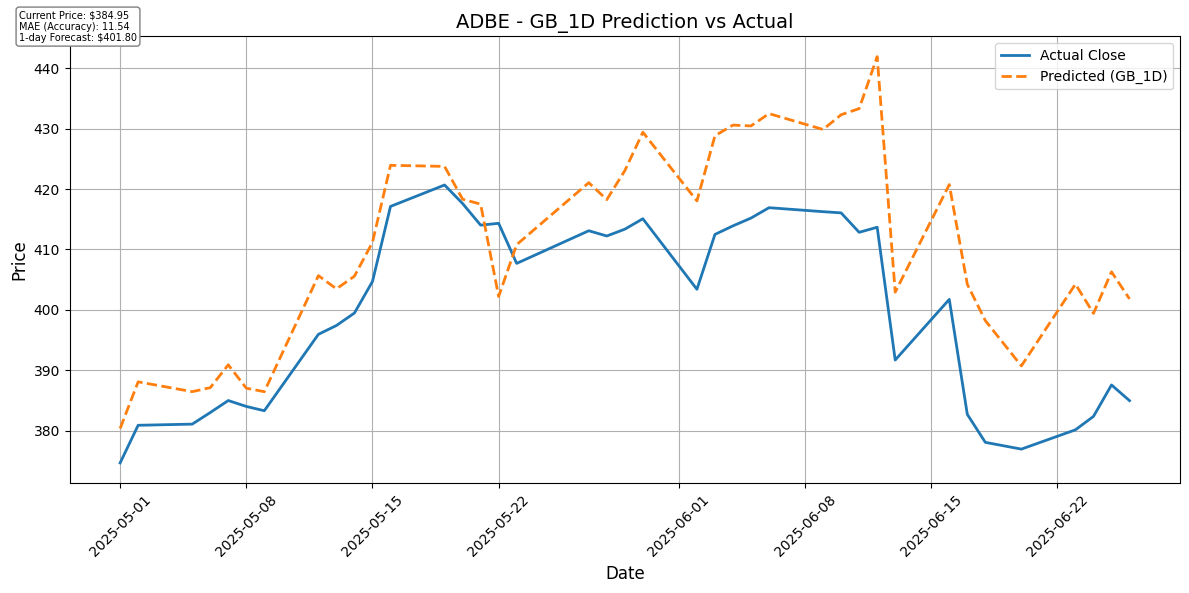 ADBE - GB_1D Prediction vs Actual
Current Price: $384.95
MAE (Accuracy): 11.54
1-day Forecast: $401.80
Actual Close
Predicted (GB_1D)
Price
440
430
420
410
400
390
380
2025-05-01
2025-05-08
2025-05-15
2025-05-22
2025-06-01
2025-06-08
2025-06-15
2025-06-22
Date